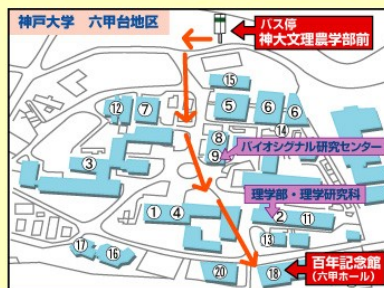 神戸大学 六甲台地区
バス停
神大文理農学部前
⑮
⑫
⑦
⑤
⑥
⑥
⑭
⑧
バイオシグナル研究センター
⑨
③
理学部・理学研究科
①
④
②
⑪
⑬
⑰
⑯
百年記念館
(六甲ホール)
⑳
⑱